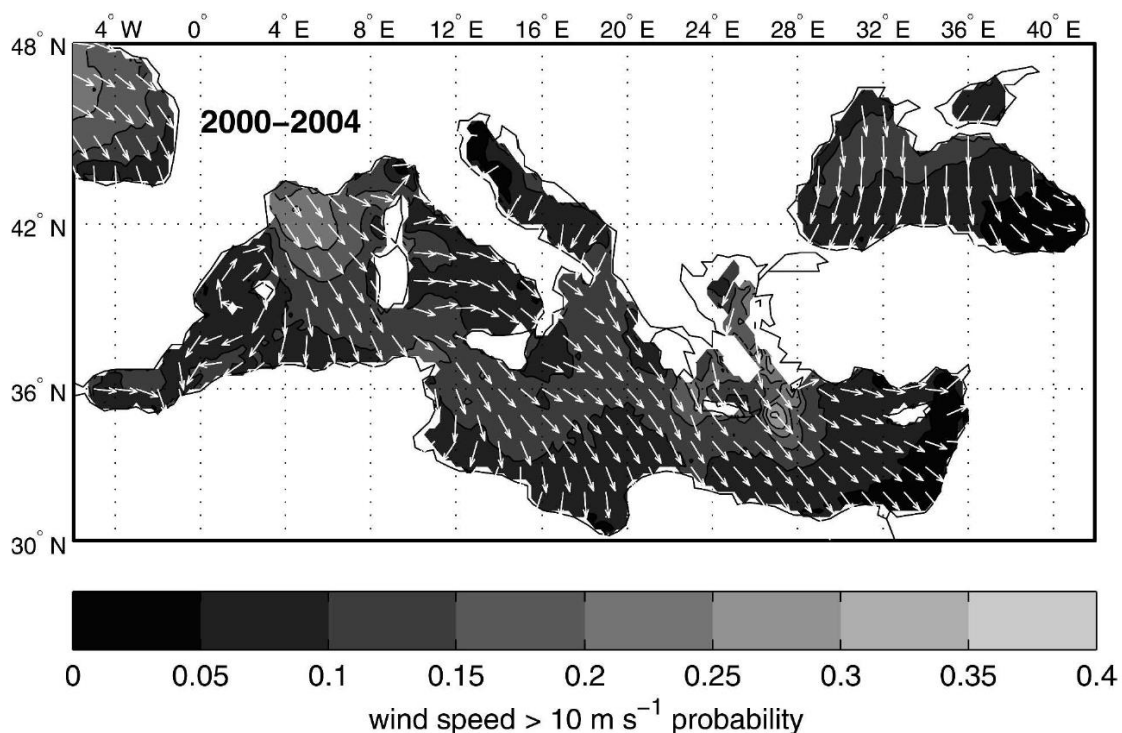 4° W 0° 4° E 8° E 12° E 16° E 20° E 24° E 28° E 32° E 36° E 40° E
48° N
2000–2004
42° N
36° N
30° N
0 0.05 0.1 0.15 0.2 0.25 0.3 0.35 0.4
wind speed > 10 m s⁻¹ probability